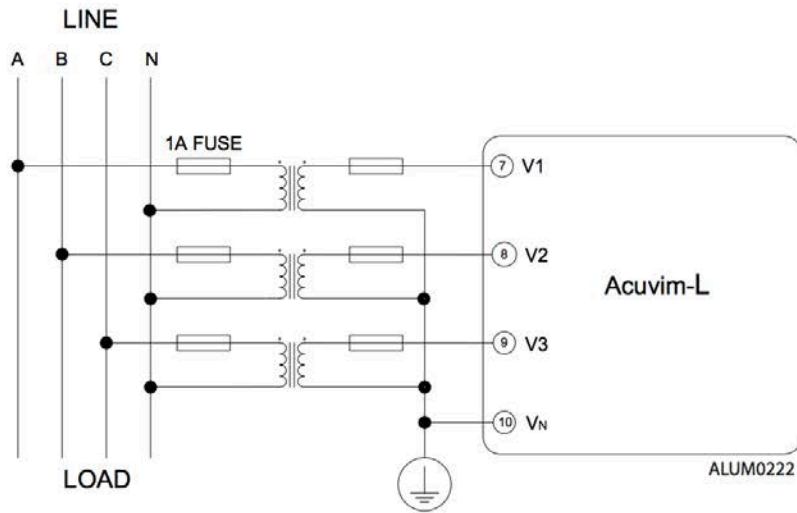 LINE
A B C N
1A FUSE
7 V1
8 V2
Acuvim-L
9 V3
10 VN
ALUM0222
LOAD